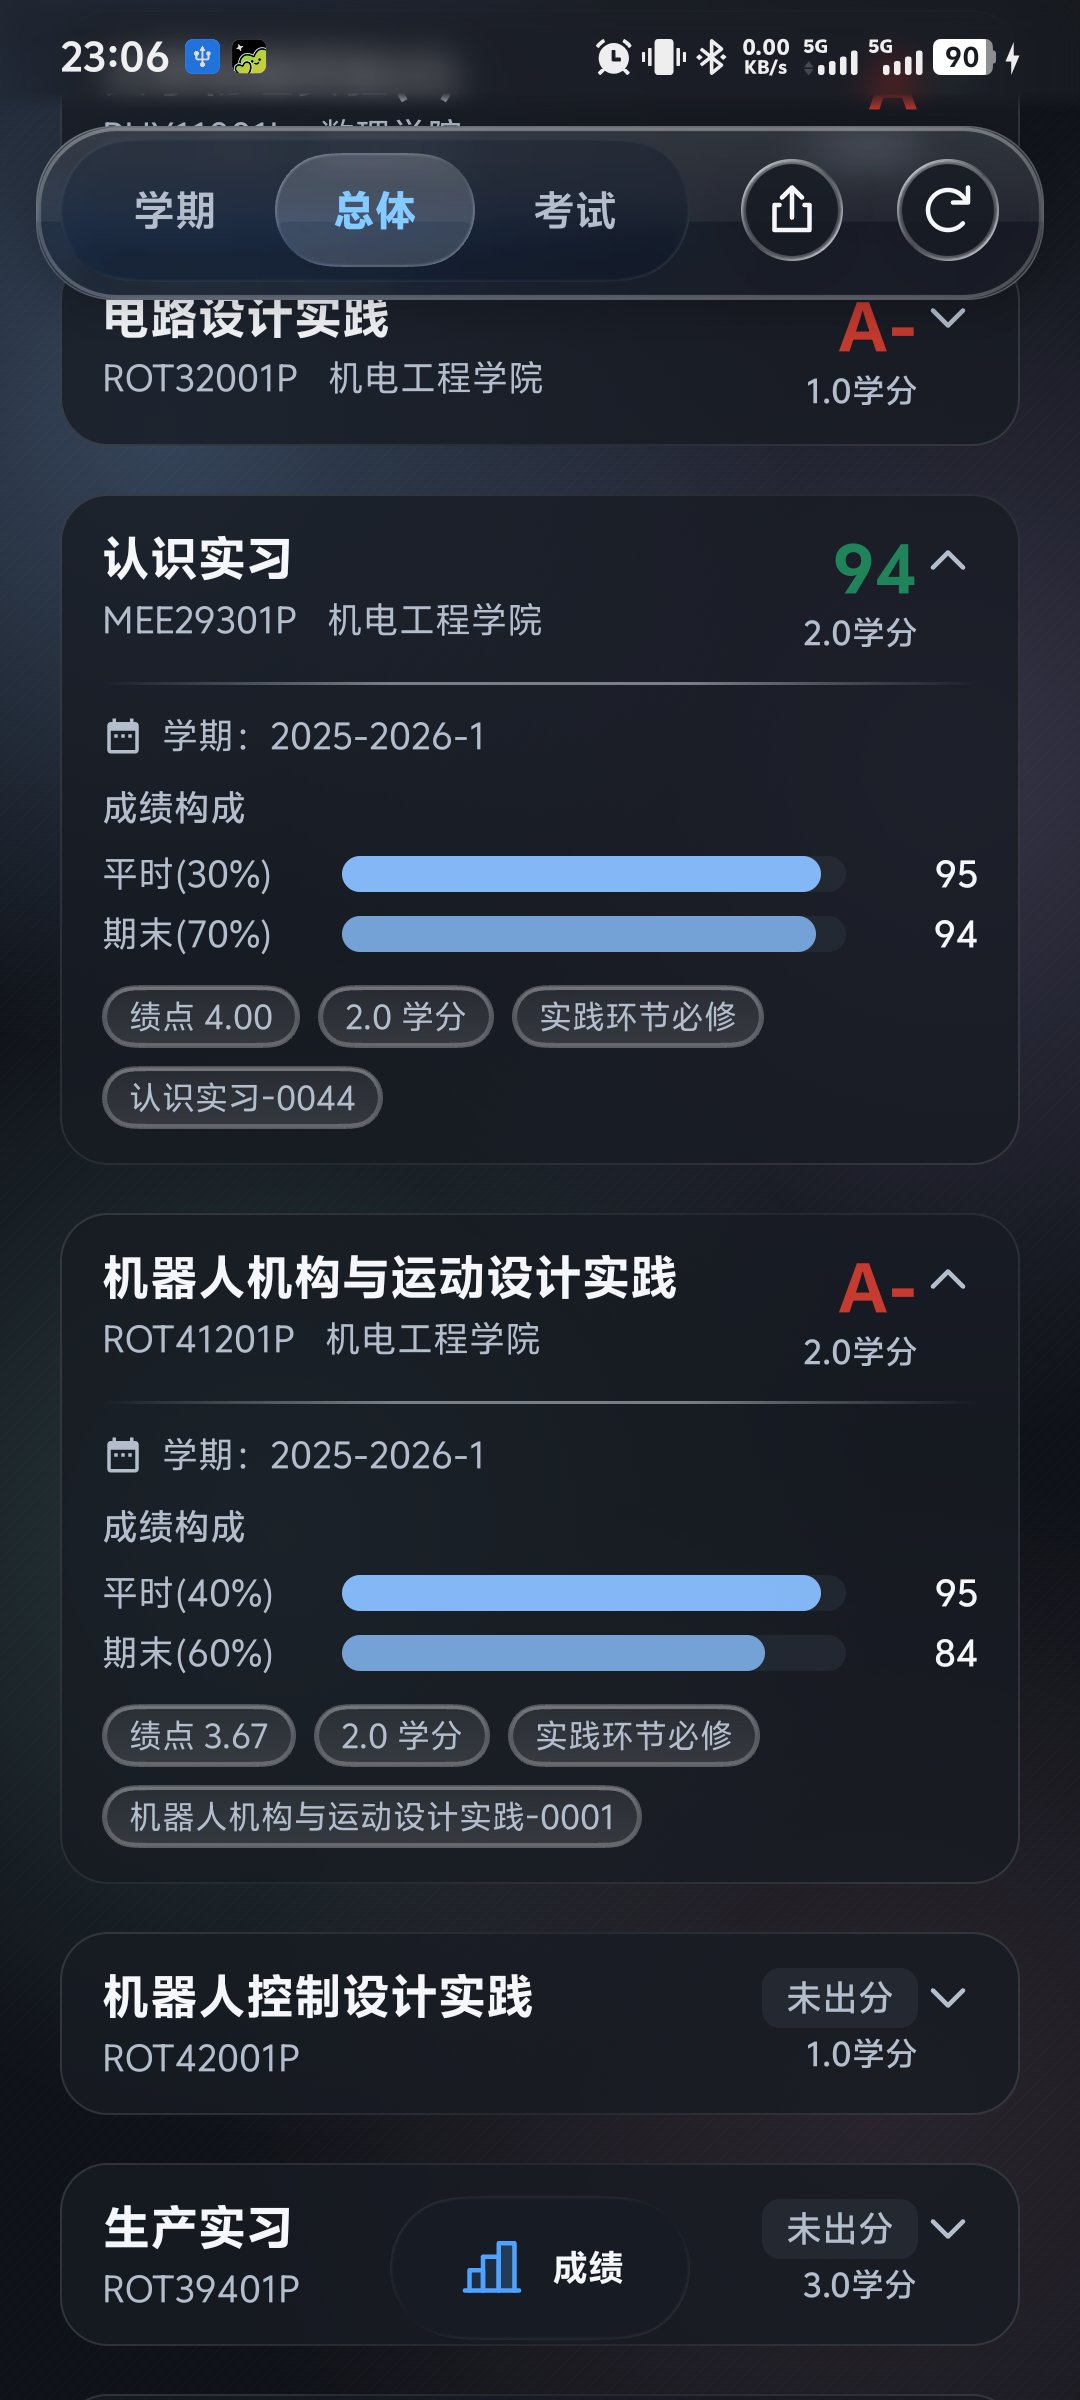 23:06
0.00 KB/s 5G 5G 90
学期 总体 考试
电路设计实践 A-
ROT32001P 机电工程学院
1.0学分
认识实习 94
MEE29301P 机电工程学院
2.0学分
学期：2025-2026-1
成绩构成
平时(30%) 95
期末(70%) 94
绩点 4.00 2.0 学分 实践环节必修
认识实习-0044
机器人机构与运动设计实践 A-
ROT41201P 机电工程学院
2.0学分
学期：2025-2026-1
成绩构成
平时(40%) 95
期末(60%) 84
绩点 3.67 2.0 学分 实践环节必修
机器人机构与运动设计实践-0001
机器人控制设计实践 未出分
ROT42001P 1.0学分
生产实习 未出分
ROT39401P 3.0学分
成绩